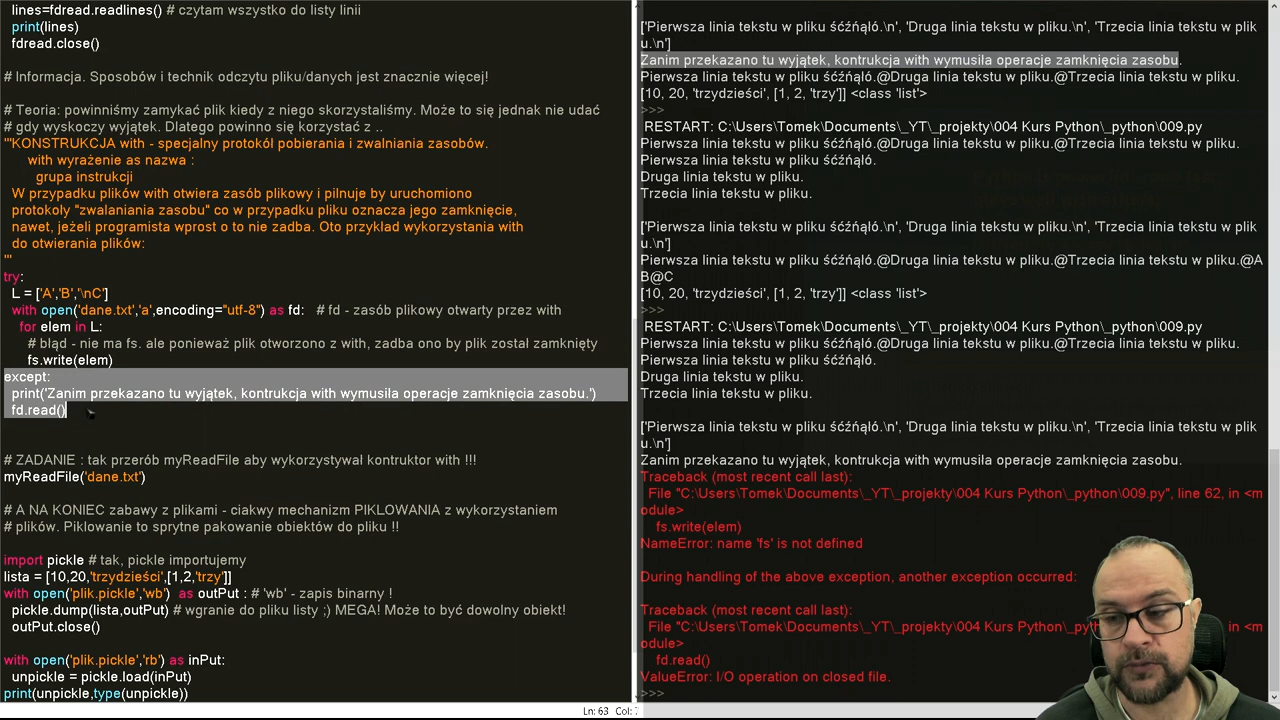 lines=fdread.readlines() # czytam wszystko do listy linii
print(lines)
fdread.close()
# Informacja. Sposobów i technik odczytu pliku/danych jest znacznie więcej!
# Teoria: powinniśmy zamykać plik kiedy z niego skorzystaliśmy. Może to się jednak nie udać
# gdy wyskoczy wyjątek. Dlatego powinno się korzystać z ..
'''KONSTRUKCJA with - specjalny protokół pobierania i zwalniania zasobów.
with wyrażenie as nazwa :
grupa instrukcji
W przypadku plików with otwiera zasób plikowy i pilnuje by uruchomiono
protokoły "zwalaniania zasobu" co w przypadku pliku oznacza jego zamknięcie,
nawet, jeżeli programista wprost o to nie zadba. Oto przykład wykorzystania with
do otwierania plików:
'''
try:
L = ['A','B','\nC']
with open('dane.txt','a',encoding="utf-8") as fd: # fd - zasób plikowy otwarty przez with
for elem in L:
# błąd - nie ma fs. ale ponieważ plik otworzono z with, zadba ono by plik został zamknięty
fs.write(elem)
except:
print('Zanim przekazano tu wyjątek, kontrukcja with wymusiła operacje zamknięcia zasobu.')
fd.read()
# ZADANIE : tak przerób myReadFile aby wykorzystywał kontruktor with !!!
myReadFile('dane.txt')
# A NA KONIEC zabawy z plikami - ciakwy mechanizm PIKLOWANIA z wykorzystaniem
# plików. Piklowanie to sprytne pakowanie obiektów do pliku !!
import pickle # tak, pickle importujemy
lista = [10,20,'trzydzieści',[1,2,'trzy']]
with open('plik.pickle','wb') as outPut : # 'wb' - zapis binarny !
pickle.dump(lista,outPut) # wgranie do pliku listy ;) MEGA! Może to być dowolny obiekt!
outPut.close()
with open('plik.pickle','rb') as inPut:
unpickle = pickle.load(inPut)
print(unpickle,type(unpickle))
['Pierwsza linia tekstu w pliku śćźńąłó.\n', 'Druga linia tekstu w pliku.\n', 'Trzecia linia tekstu w plik
u.\n']
Zanim przekazano tu wyjątek, kontrukcja with wymusiła operacje zamknięcia zasobu.
Pierwsza linia tekstu w pliku śćźńąłó.@Druga linia tekstu w pliku.@Trzecia linia tekstu w pliku.
[10, 20, 'trzydzieści', [1, 2, 'trzy']] <class 'list'>
>>>
RESTART: C:\Users\Tomek\Documents\_YT\_projekty\004 Kurs Python\_python\009.py
Pierwsza linia tekstu w pliku śćźńąłó.@Druga linia tekstu w pliku.@Trzecia linia tekstu w pliku.
Pierwsza linia tekstu w pliku śćźńąłó.
Druga linia tekstu w pliku.
Trzecia linia tekstu w pliku.
['Pierwsza linia tekstu w pliku śćźńąłó.\n', 'Druga linia tekstu w pliku.\n', 'Trzecia linia tekstu w plik
u.\n']
Pierwsza linia tekstu w pliku śćźńąłó.@Druga linia tekstu w pliku.@Trzecia linia tekstu w pliku.@A
B@C
[10, 20, 'trzydzieści', [1, 2, 'trzy']] <class 'list'>
>>>
RESTART: C:\Users\Tomek\Documents\_YT\_projekty\004 Kurs Python\_python\009.py
Pierwsza linia tekstu w pliku śćźńąłó.@Druga linia tekstu w pliku.@Trzecia linia tekstu w pliku.
Pierwsza linia tekstu w pliku śćźńąłó.
Druga linia tekstu w pliku.
Trzecia linia tekstu w pliku.
['Pierwsza linia tekstu w pliku śćźńąłó.\n', 'Druga linia tekstu w pliku.\n', 'Trzecia linia tekstu w plik
u.\n']
Zanim przekazano tu wyjątek, kontrukcja with wymusiła operacje zamknięcia zasobu.
Traceback (most recent call last):
File "C:\Users\Tomek\Documents\_YT\_projekty\004 Kurs Python\_python\009.py", line 62, in <m
odule>
fs.write(elem)
NameError: name 'fs' is not defined
During handling of the above exception, another exception occurred:
Traceback (most recent call last):
File "C:\Users\Tomek\Documents\_YT\_projekty\004 Kurs Python\ in <m
odule>
fd.read()
ValueError: I/O operation on closed file.
>>>
Ln: 63 Col: